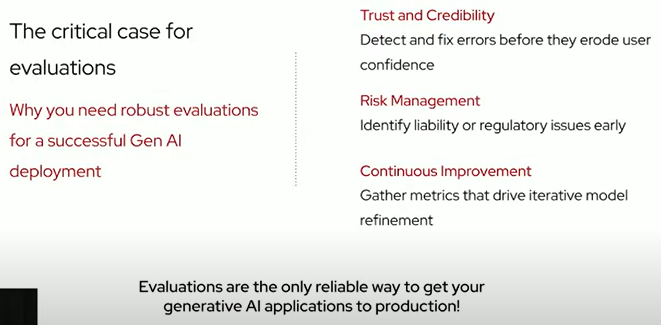 The critical case for
evaluations
Why you need robust evaluations
for a successful Gen AI
deployment
Trust and Credibility
Detect and fix errors before they erode user
confidence
Risk Management
Identify liability or regulatory issues early
Continuous Improvement
Gather metrics that drive iterative model
refinement
Evaluations are the only reliable way to get your
generative AI applications to production!